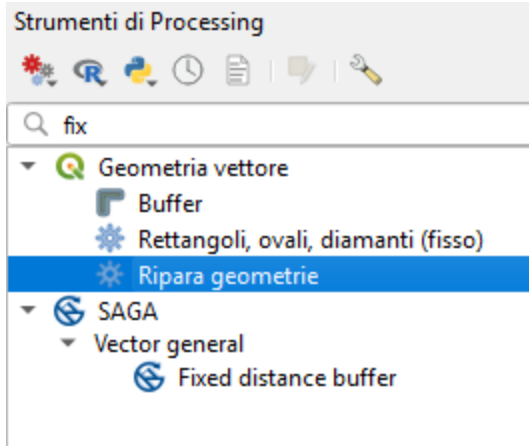 Strumenti di Processing
fix
Geometria vettore
Buffer
Rettangoli, ovali, diamanti (fisso)
Ripara geometrie
SAGA
Vector general
Fixed distance buffer